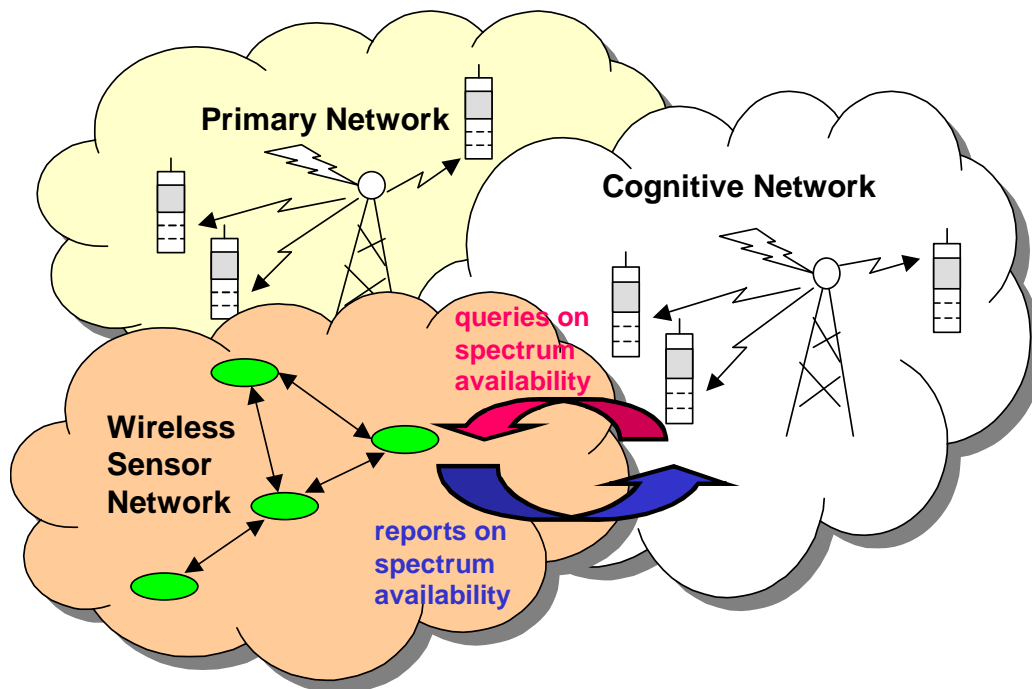 Primary Network
Cognitive Network
queries on
spectrum
availability
Wireless
Sensor
Network
reports on
spectrum
availability